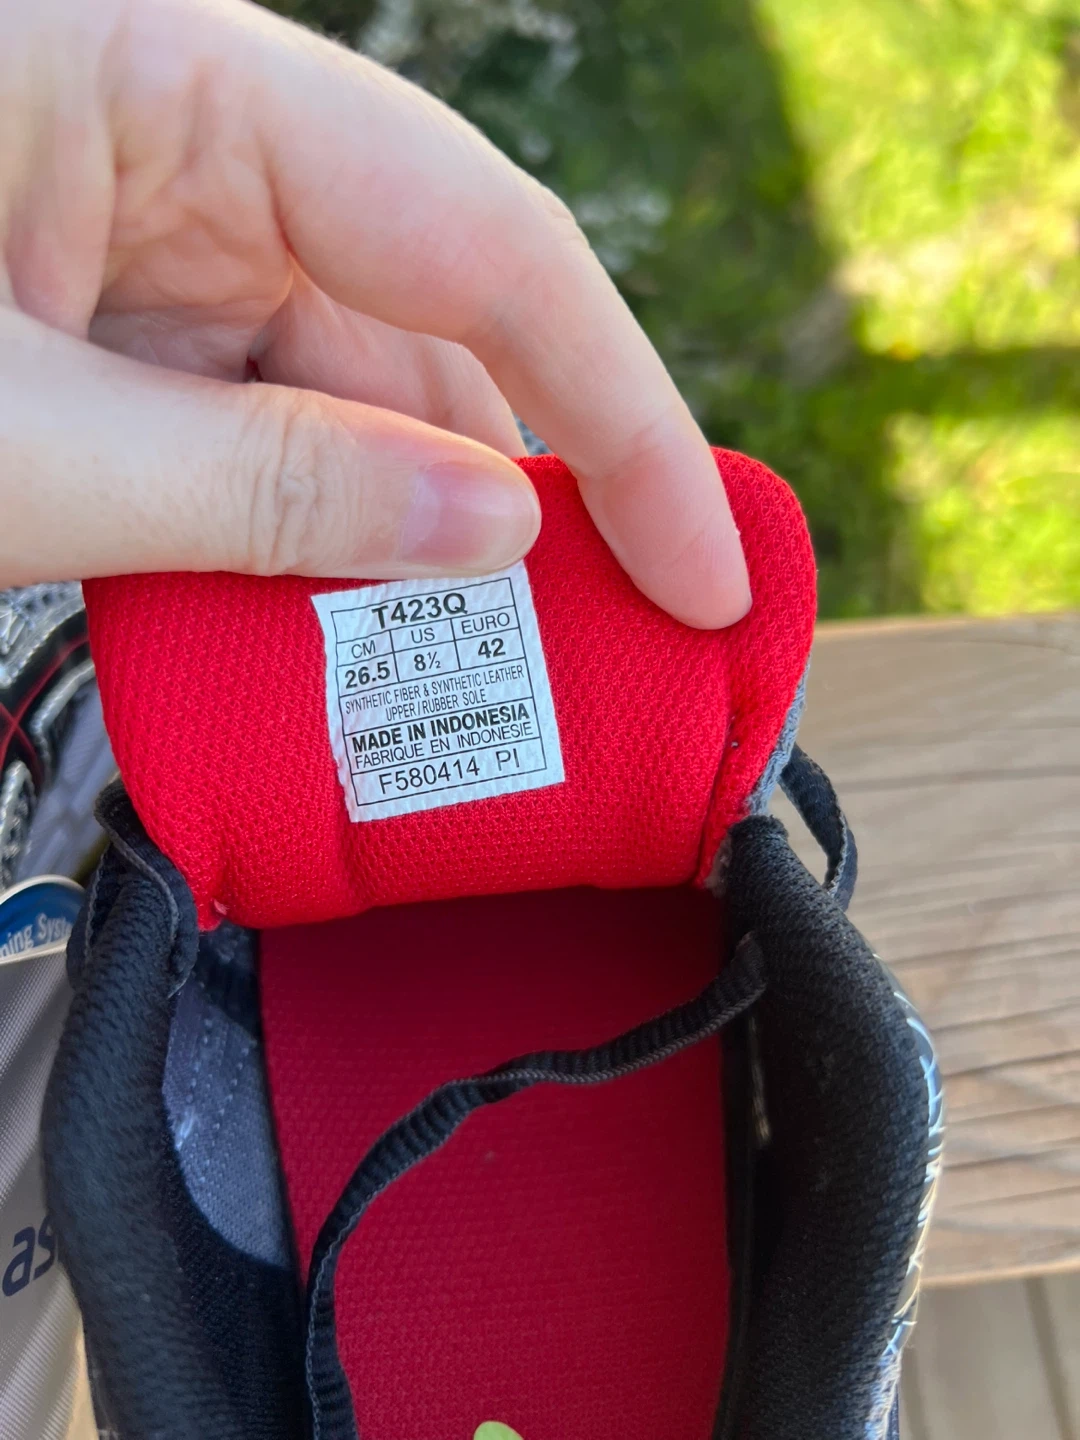 T423Q
CM US EURO
26.5 8½ 42
SYNTHETIC FIBER & SYNTHETIC LEATHER
UPPER / RUBBER SOLE
MADE IN INDONESIA
FABRIQUE EN INDONESIE
F580414 PI
as